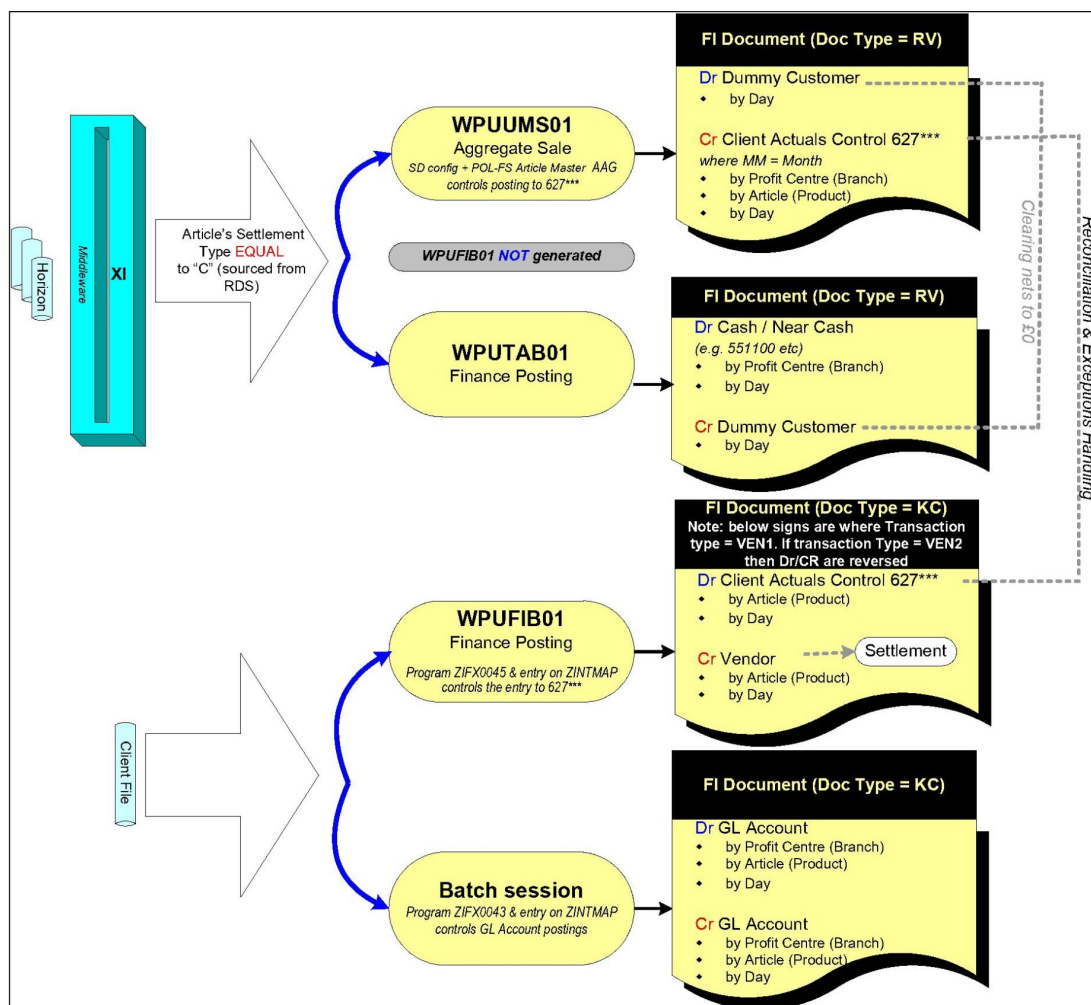 Horizon
Middleware
XI
Article's Settlement
Type EQUAL
to "C" (sourced from
RDS)
WPUUMS01
Aggregate Sale
SD config + POL-FS Article Master AAG
controls posting to 627***
WPUFIB01 NOT generated
WPUTAB01
Finance Posting
FI Document (Doc Type = RV)
Dr Dummy Customer
◆ by Day
Cr Client Actuals Control 627***
where MM = Month
◆ by Profit Centre (Branch)
◆ by Article (Product)
◆ by Day
FI Document (Doc Type = RV)
Dr Cash / Near Cash
(e.g. 551100 etc)
◆ by Profit Centre (Branch)
◆ by Day
Cr Dummy Customer
◆ by Day
Clearing nets to £0
Reconciliation & Exceptions Handling
Client File
WPUFIB01
Finance Posting
Program ZIFX0045 & entry on ZINTMAP
controls the entry to 627***
FI Document (Doc Type = KC)
Note: below signs are where Transaction
type = VEN1. If transaction Type = VEN2
then Dr/CR are reversed
Dr Client Actuals Control 627***
◆ by Article (Product)
◆ by Day
Cr Vendor
Settlement
◆ by Article (Product)
◆ by Day
Batch session
Program ZIFX0043 & entry on ZINTMAP
controls GL Account postings
FI Document (Doc Type = KC)
Dr GL Account
◆ by Profit Centre (Branch)
◆ by Article (Product)
◆ by Day
Cr GL Account
◆ by Profit Centre (Branch)
◆ by Article (Product)
◆ by Day